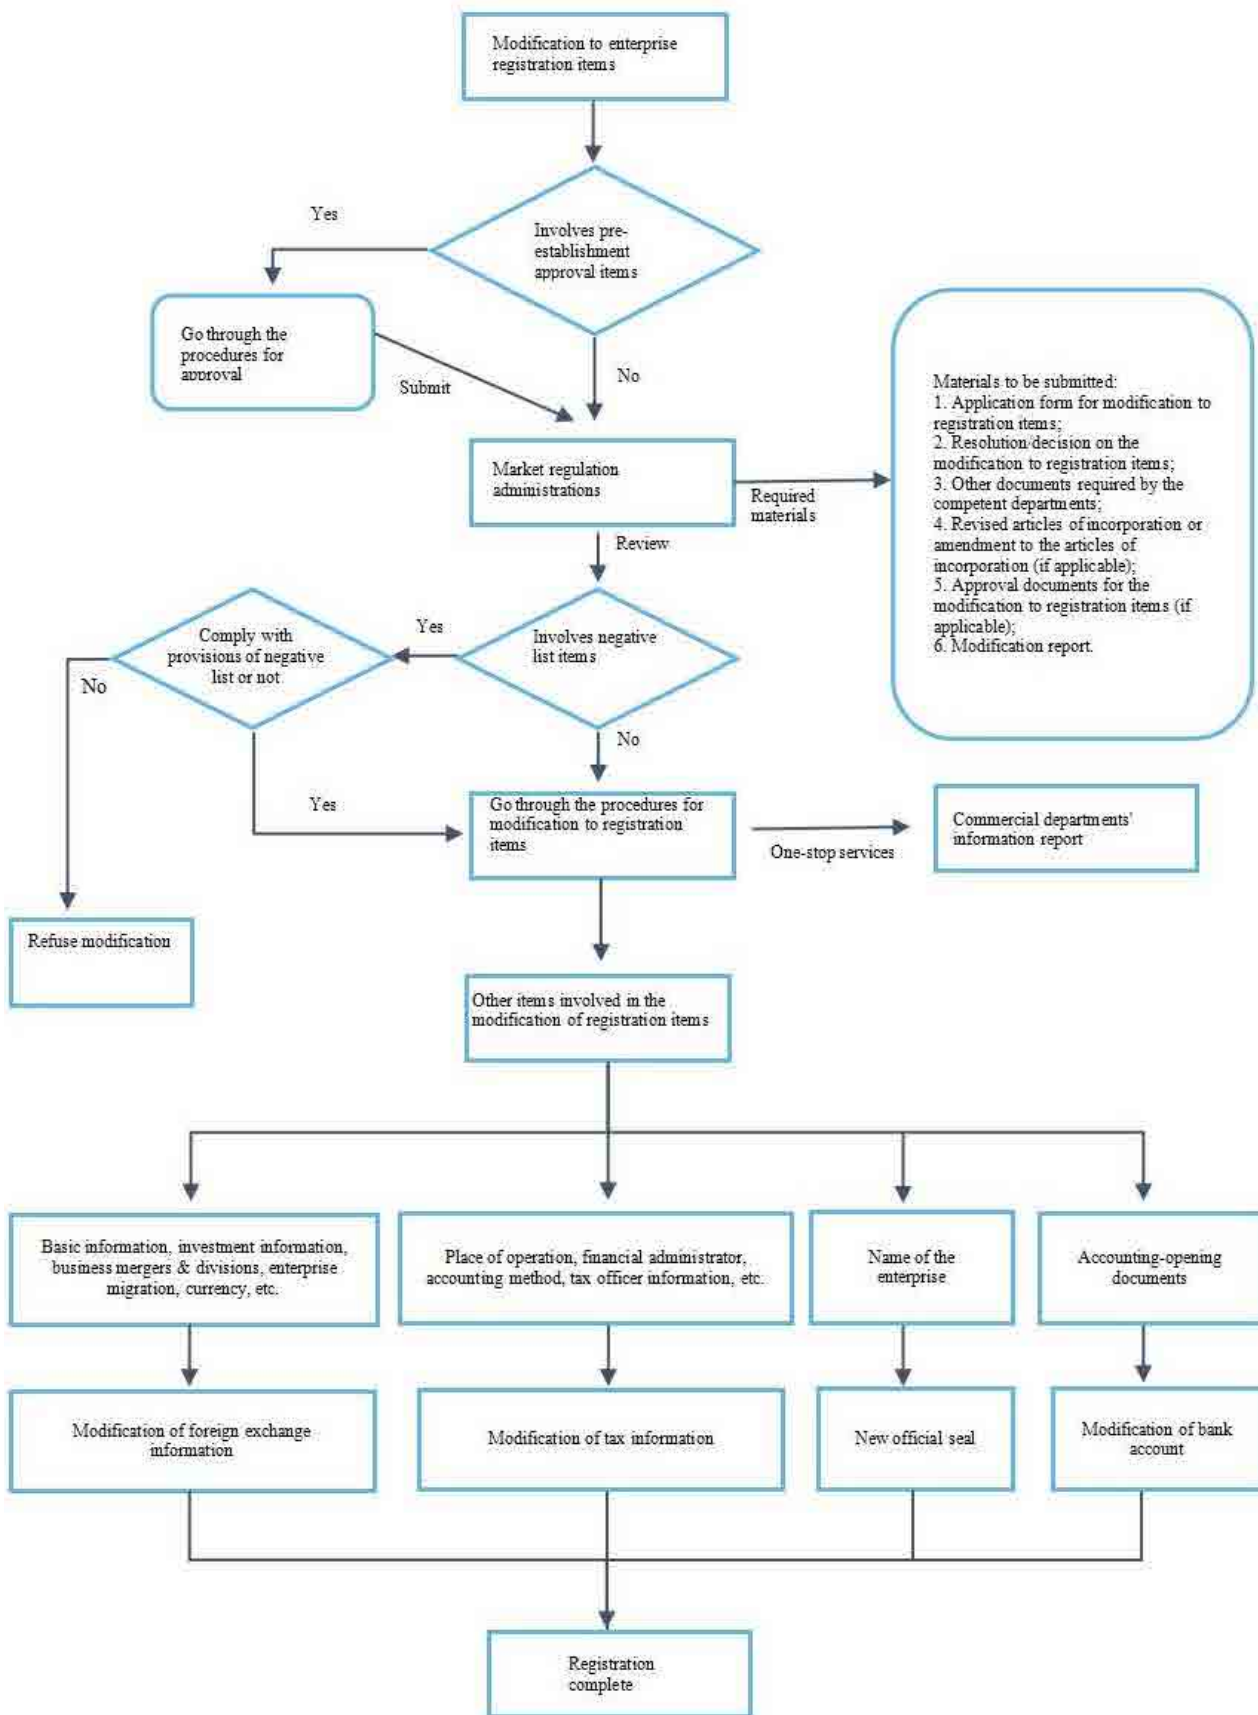 Modification to enterprise
registration items
Yes
Involves pre-
establishment
approval items
Go through the
procedures for
approval
Submit
No
Materials to be submitted:
1. Application form for modification to
registration items;
2. Resolution/decision on the
modification to registration items;
3. Other documents required by the
competent departments;
4. Revised articles of incorporation or
amendment to the articles of
incorporation (if applicable);
5. Approval documents for the
modification to registration items (if
applicable);
6. Modification report.
Market regulation
administrations
Required
materials
Review
Comply with
provisions of negative
list or not
Yes
Involves negative
list items
No
No
Yes
Go through the procedures for
modification to registration
items
One-stop services
Commercial departments'
information report
Refuse modification
Other items involved in the
modification of registration items
Basic information, investment information,
business mergers & divisions, enterprise
migration, currency, etc.
Place of operation, financial administrator,
accounting method, tax officer information, etc.
Name of the
enterprise
Accounting-opening
documents
Modification of foreign exchange
information
Modification of tax information
New official seal
Modification of bank
account
Registration
complete